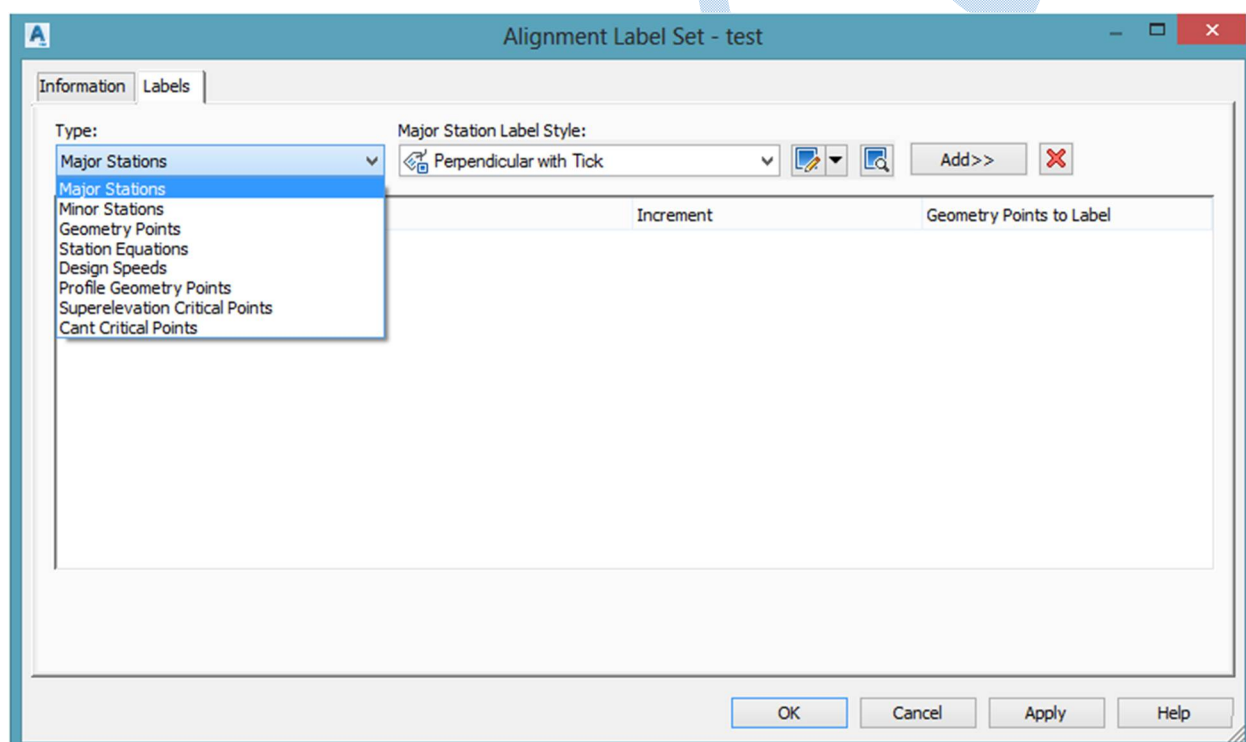 Alignment Label Set - test
Information Labels
Type: Major Station Label Style:
Major Stations Perpendicular with Tick Add>>
Major Stations
Minor Stations
Geometry Points
Station Equations
Design Speeds
Profile Geometry Points
Superelevation Critical Points
Cant Critical Points
Increment Geometry Points to Label
OK Cancel Apply Help